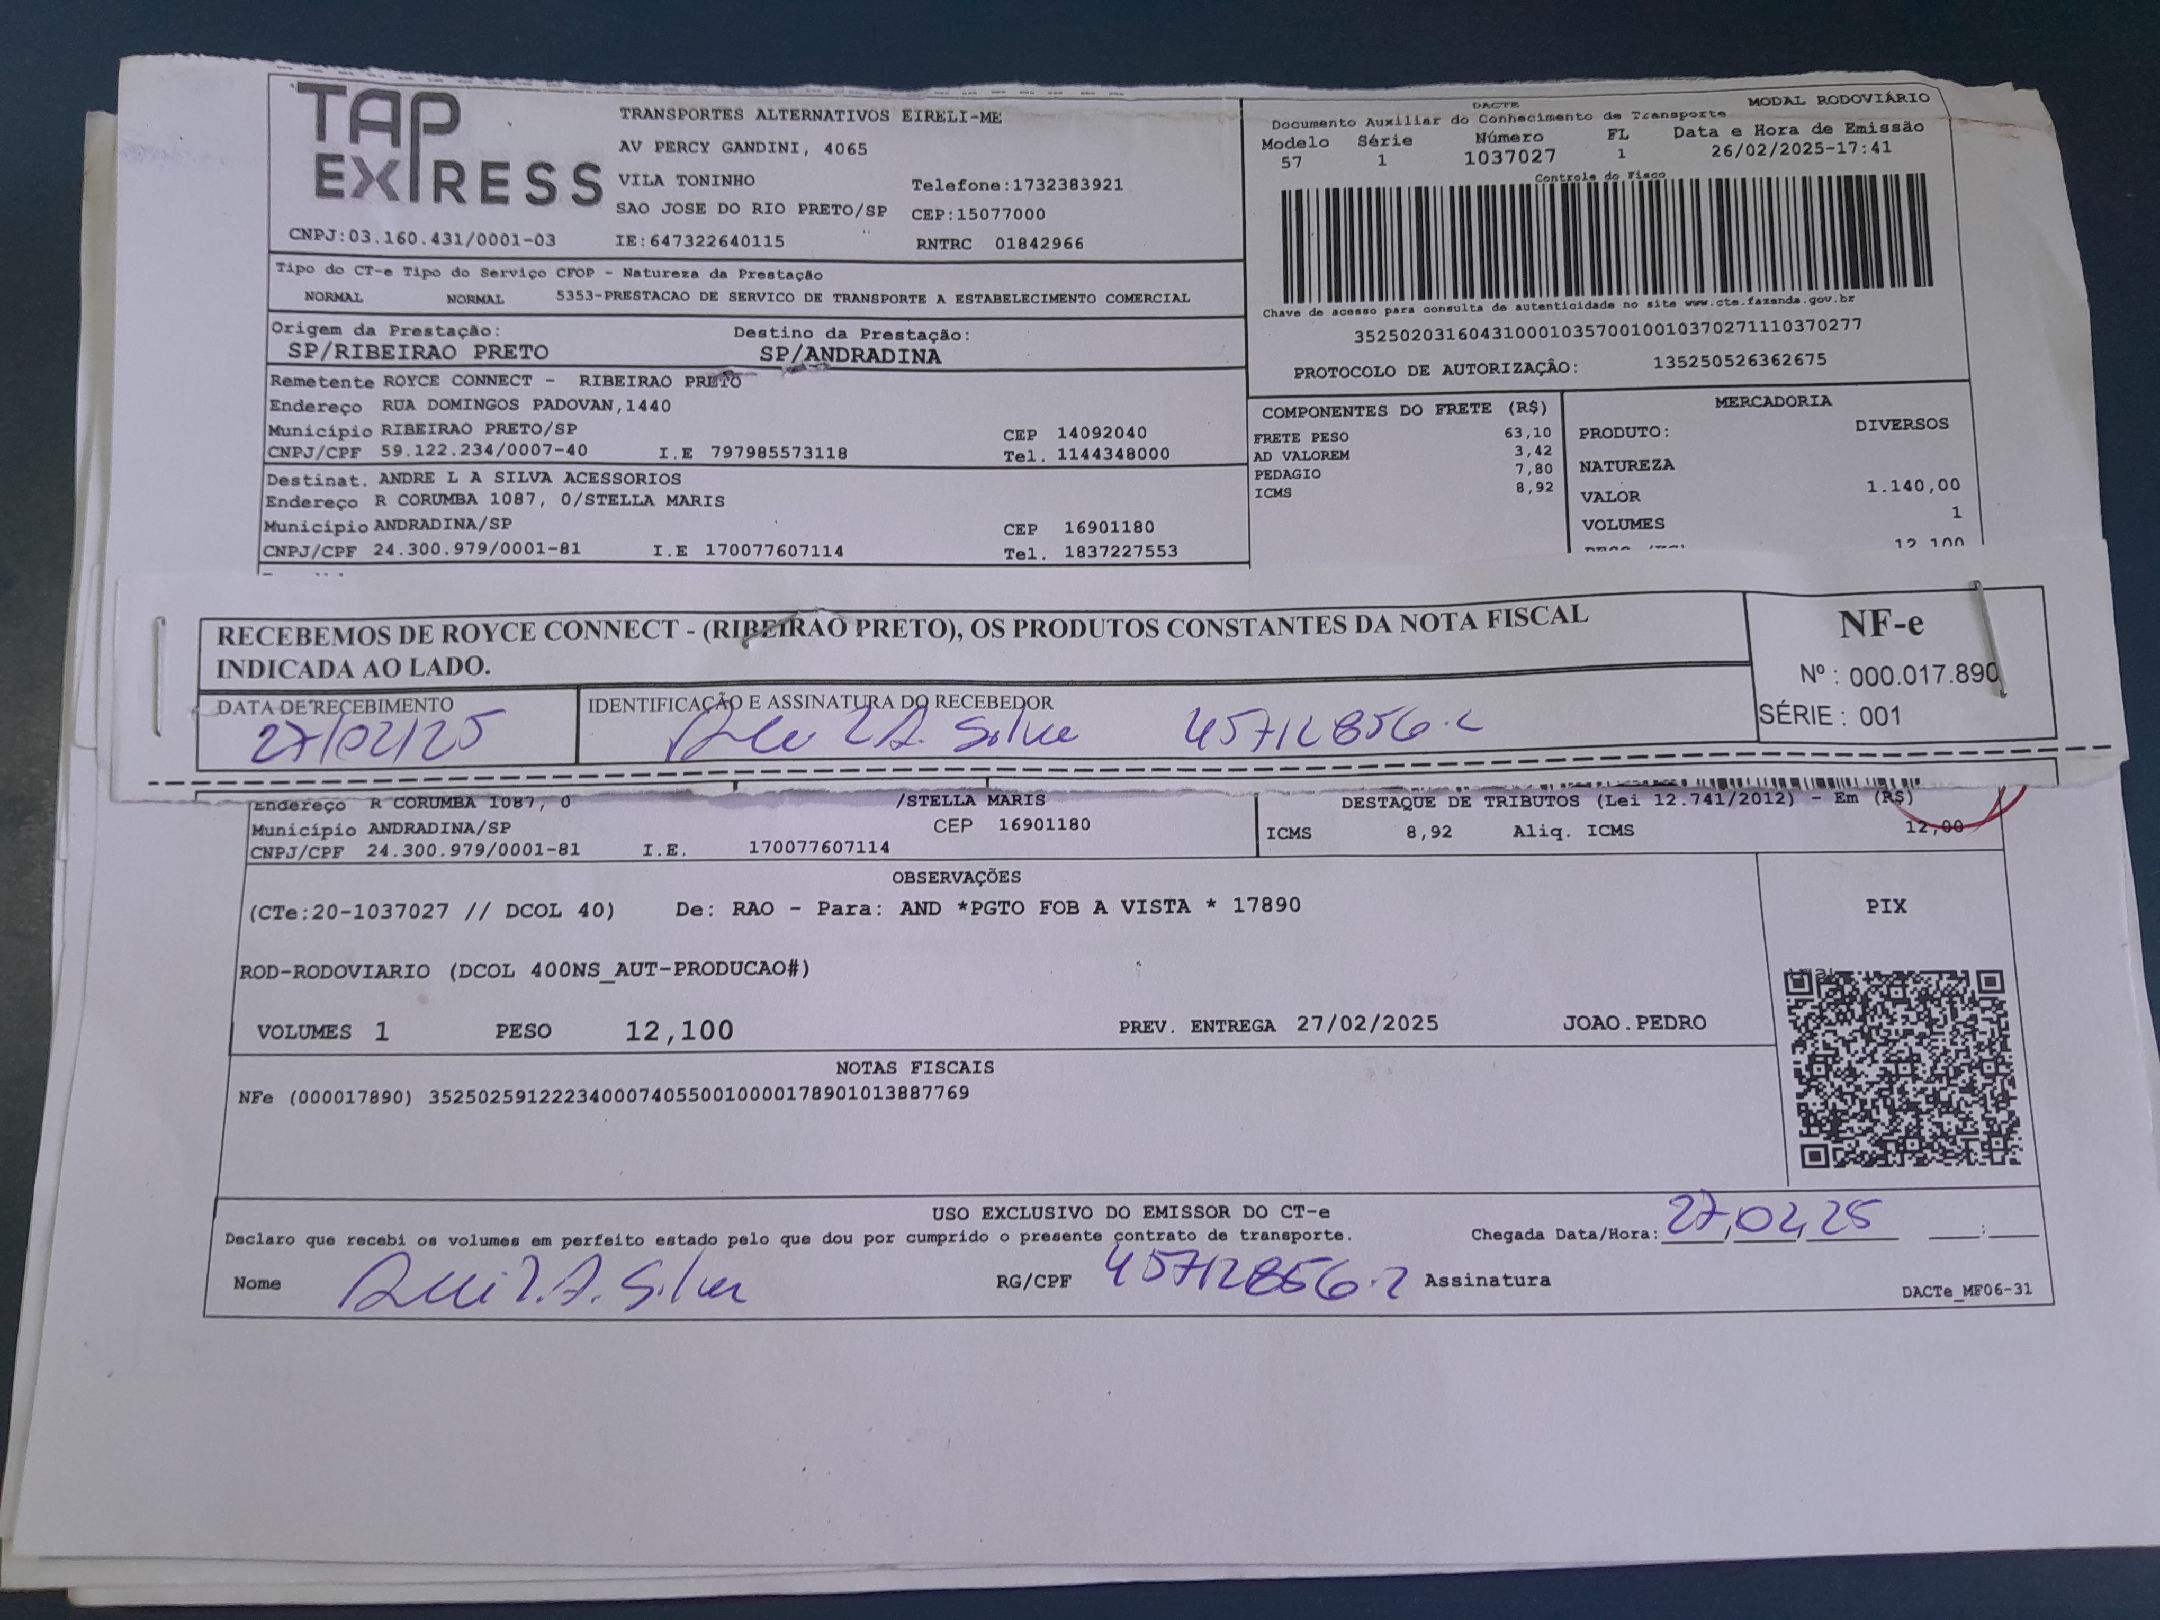 TAP EXPRESS
TRANSPORTES ALTERNATIVOS EIRELI-ME
AV PERCY GANDINI, 4065
VILA TONINHO Telefone:1732383921
SAO JOSE DO RIO PRETO/SP CEP:15077000
CNPJ:03.160.431/0001-03 IE:647322640115 RNTRC 01842966
DACTE MODAL RODOVIÁRIO
Documento Auxiliar do Conhecimento de Transporte
Modelo Série Número FL Data e Hora de Emissão
57 1 1037027 1 26/02/2025-17:41
Controle do Fisco
Chave de acesso para consulta de autenticidade no site www.cte.fazenda.gov.br
35250203160431000103570010010370271110370277
PROTOCOLO DE AUTORIZAÇÃO: 135250526362675
Tipo do CT-e Tipo do Serviço CFOP - Natureza da Prestação
NORMAL NORMAL 5353-PRESTACAO DE SERVICO DE TRANSPORTE A ESTABELECIMENTO COMERCIAL
Origem da Prestação: Destino da Prestação:
SP/RIBEIRAO PRETO SP/ANDRADINA
Remetente ROYCE CONNECT - RIBEIRAO PRETO
Endereço RUA DOMINGOS PADOVAN,1440
Município RIBEIRAO PRETO/SP CEP 14092040
CNPJ/CPF 59.122.234/0007-40 I.E 797985573118 Tel. 1144348000
Destinat. ANDRE L A SILVA ACESSORIOS
Endereço R CORUMBA 1087, 0/STELLA MARIS
Município ANDRADINA/SP CEP 16901180
CNPJ/CPF 24.300.979/0001-81 I.E 170077607114 Tel. 1837227553
COMPONENTES DO FRETE (R$)
FRETE PESO 63,10
AD VALOREM 3,42
PEDAGIO 7,80
ICMS 8,92
MERCADORIA
PRODUTO: DIVERSOS
NATUREZA
VALOR 1.140,00
VOLUMES 1
12,100
RECEBEMOS DE ROYCE CONNECT - (RIBEIRAO PRETO), OS PRODUTOS CONSTANTES DA NOTA FISCAL
INDICADA AO LADO.
NF-e
Nº : 000.017.890
SÉRIE : 001
DATA DE RECEBIMENTO IDENTIFICAÇÃO E ASSINATURA DO RECEBEDOR
27/02/25 A. Silva 45712856-2
Endereço R CORUMBA 1087, 0 /STELLA MARIS
Município ANDRADINA/SP CEP 16901180
CNPJ/CPF 24.300.979/0001-81 I.E. 170077607114
DESTAQUE DE TRIBUTOS (Lei 12.741/2012) - Em (R$)
ICMS 8,92 Aliq. ICMS 12,00
OBSERVAÇÕES
(CTe:20-1037027 // DCOL 40) De: RAO - Para: AND *PGTO FOB A VISTA * 17890
ROD-RODOVIARIO (DCOL 400NS_AUT-PRODUCAO#)
VOLUMES 1 PESO 12,100 PREV. ENTREGA 27/02/2025 JOAO.PEDRO
PIX
NOTAS FISCAIS
NFe (000017890) 35250259122234000740550010000178901013887769
USO EXCLUSIVO DO EMISSOR DO CT-e
Declaro que recebi os volumes em perfeito estado pelo que dou por cumprido o presente contrato de transporte.
Chegada Data/Hora: 27/02/25 __:__
Nome A. Silva RG/CPF 45712856-2 Assinatura
DACTe_MF06-31